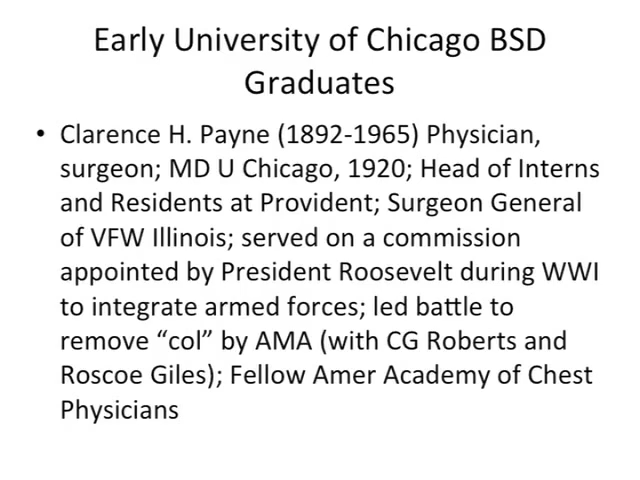 Early University of Chicago BSD
Graduates
• Clarence H. Payne (1892-1965) Physician,
surgeon; MD U Chicago, 1920; Head of Interns
and Residents at Provident; Surgeon General
of VFW Illinois; served on a commission
appointed by President Roosevelt during WWI
to integrate armed forces; led battle to
remove “col” by AMA (with CG Roberts and
Roscoe Giles); Fellow Amer Academy of Chest
Physicians